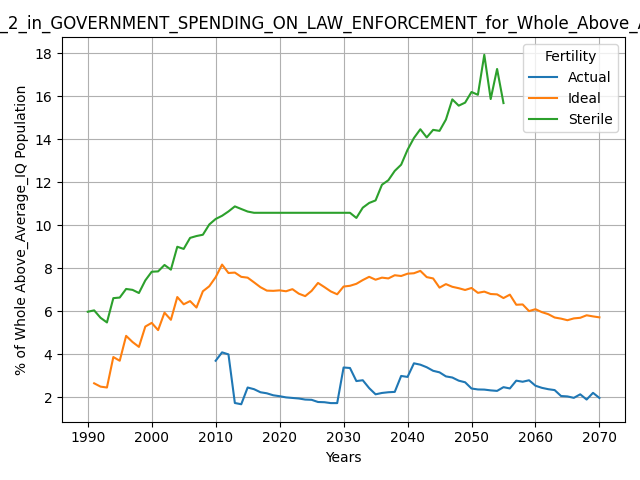 _2_in_GOVERNMENT_SPENDING_ON_LAW_ENFORCEMENT_for_Whole_Above_
Fertility
Actual
Ideal
Sterile
% of Whole Above_Average_IQ Population
18
16
14
12
10
8
6
4
2
1990 2000 2010 2020 2030 2040 2050 2060 2070
Years